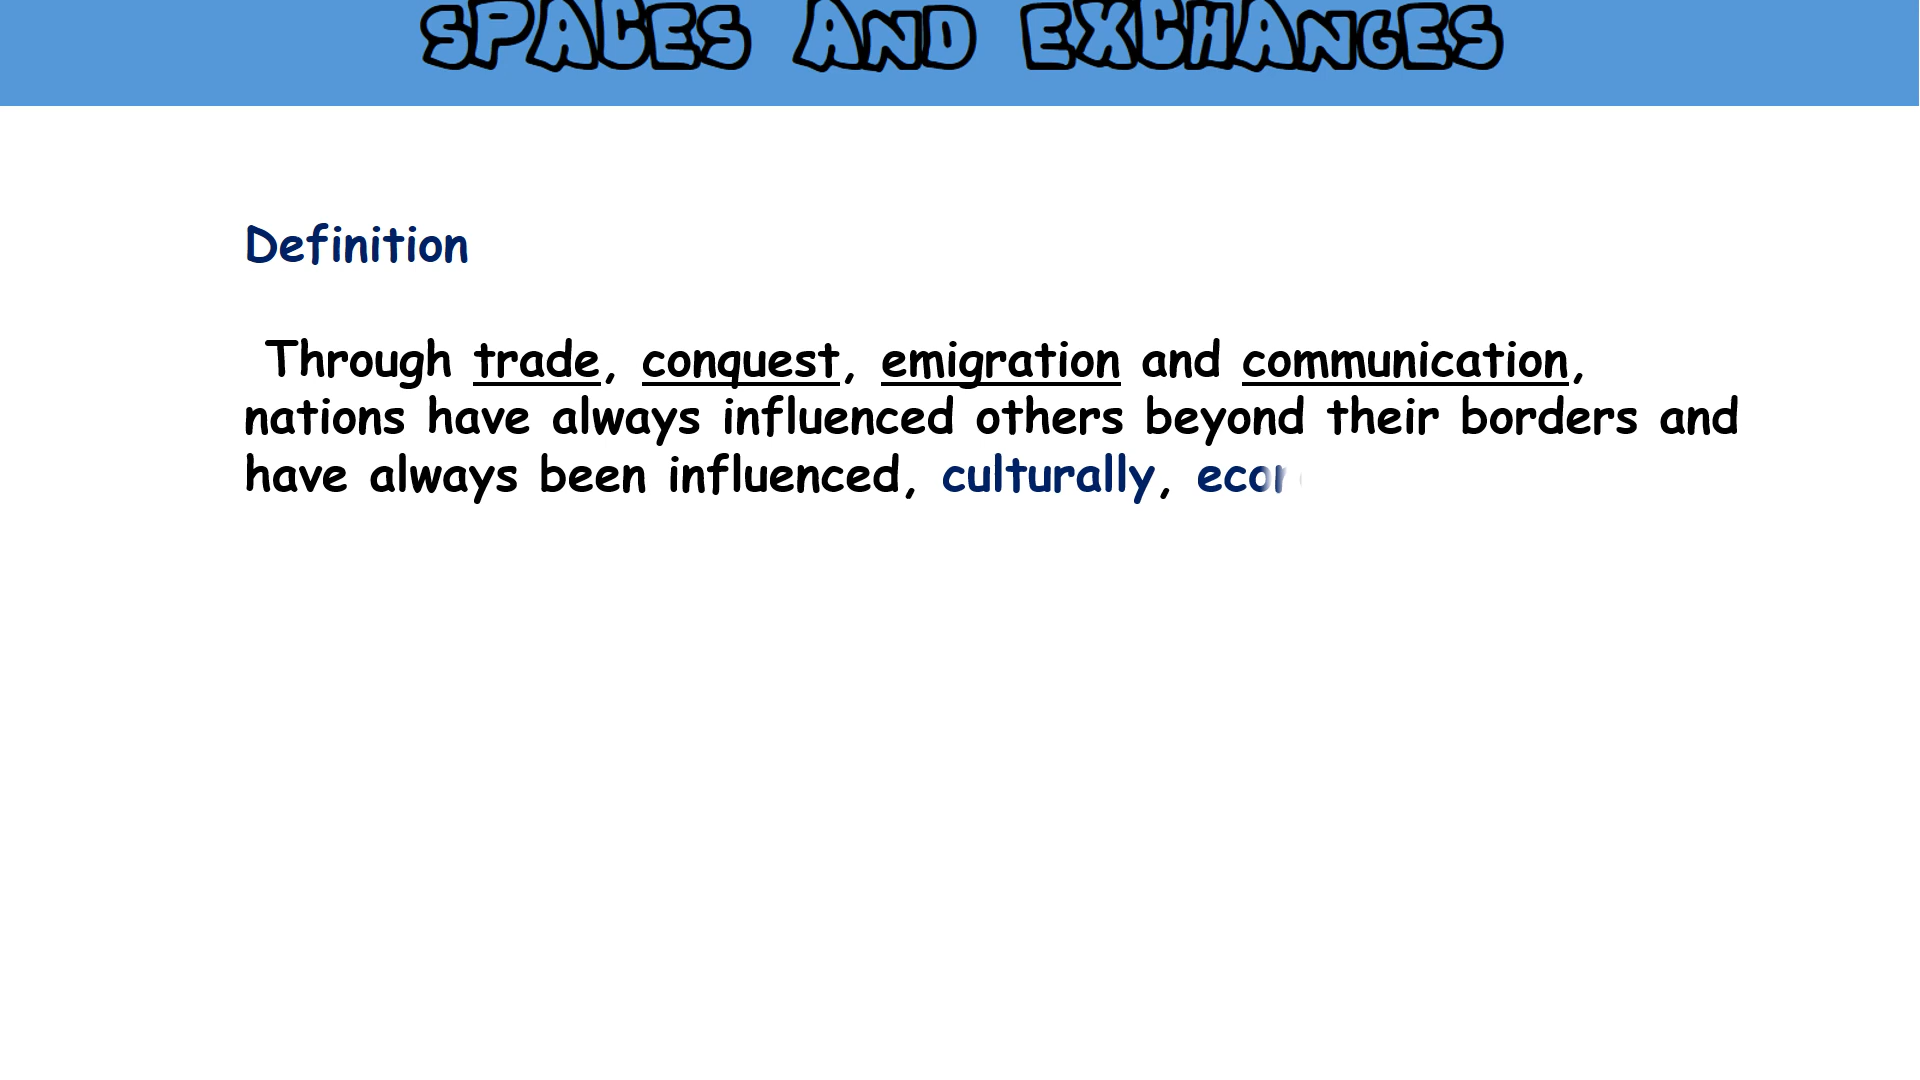 SPACES AND EXCHANGES
Definition
Through trade, conquest, emigration and communication,
nations have always influenced others beyond their borders and
have always been influenced, culturally,